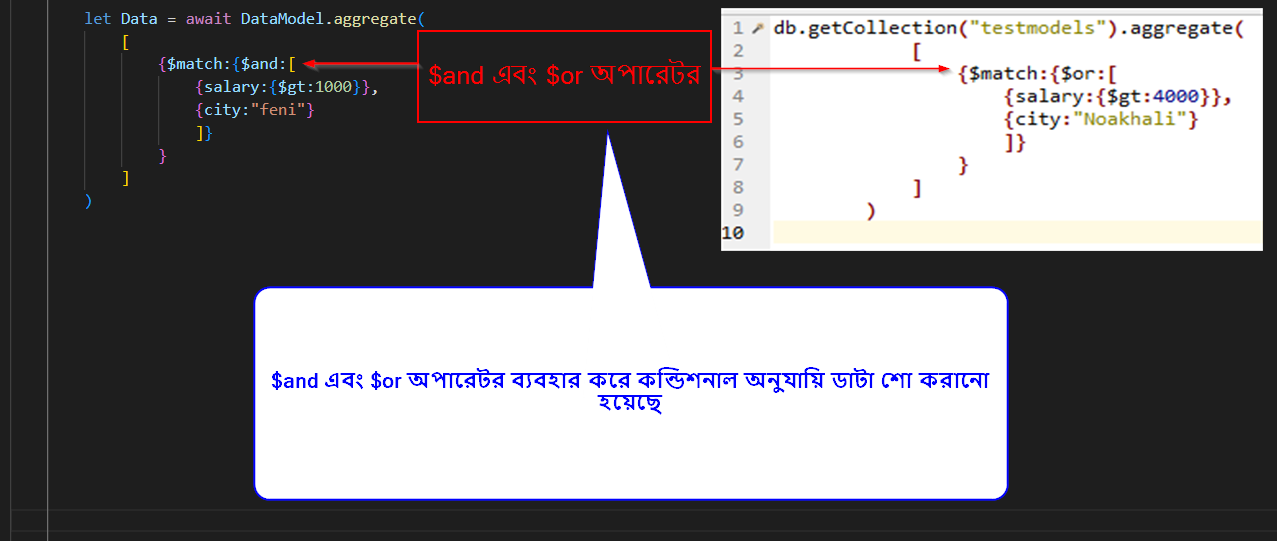 let Data = await DataModel.aggregate(
[
{$match:{$and:[
{salary:{$gt:1000}},
{city:"feni"}
]}
}
]
)
$and এবং $or অপারেটর
1 db.getCollection("testmodels").aggregate(
2 [
3 {$match:{$or:[
4 {salary:{$gt:4000}},
5 {city:"Noakhali"}
6 ]}
7 }
8 ]
9 )
10
$and এবং $or অপারেটর ব্যবহার করে কন্ডিশনাল অনুযায়ি ডাটা শো করানো
হয়েছে